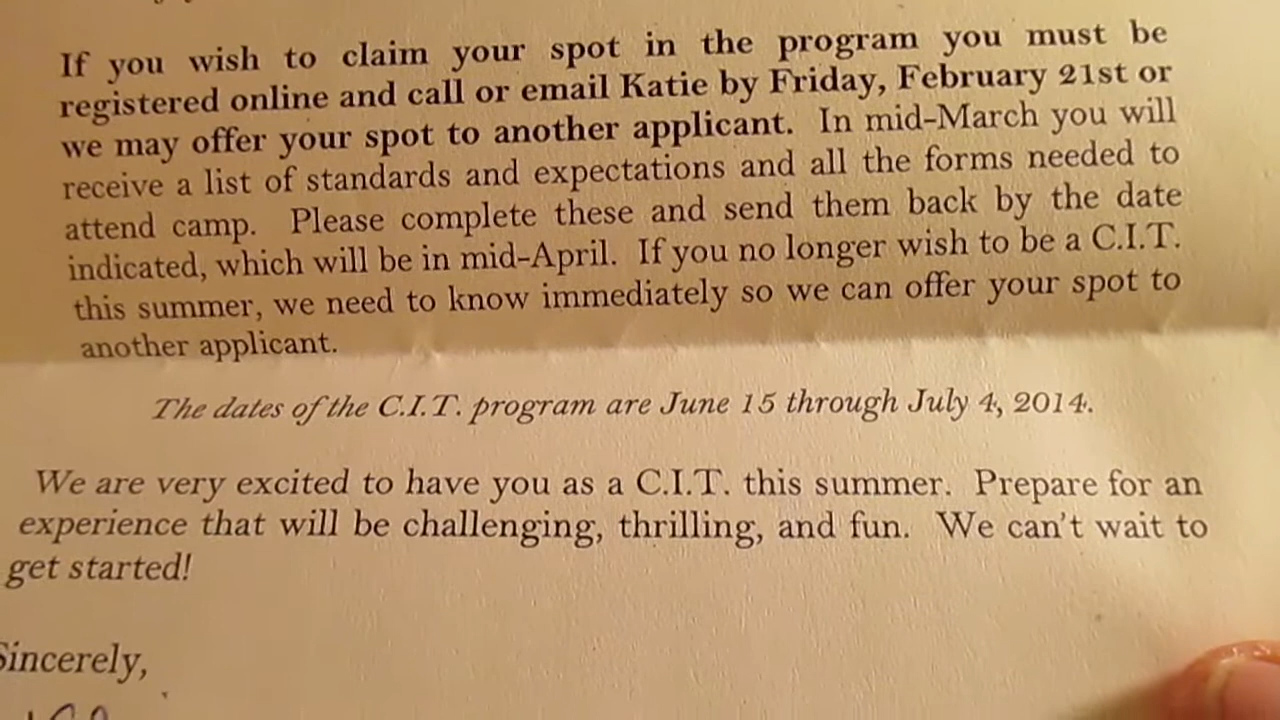 If you wish to claim your spot in the program you must be
registered online and call or email Katie by Friday, February 21st or
we may offer your spot to another applicant. In mid-March you will
receive a list of standards and expectations and all the forms needed to
attend camp. Please complete these and send them back by the date
indicated, which will be in mid-April. If you no longer wish to be a C.I.T.
this summer, we need to know immediately so we can offer your spot to
another applicant.
The dates of the C.I.T. program are June 15 through July 4, 2014.
We are very excited to have you as a C.I.T. this summer. Prepare for an
experience that will be challenging, thrilling, and fun. We can't wait to
get started!
Sincerely,